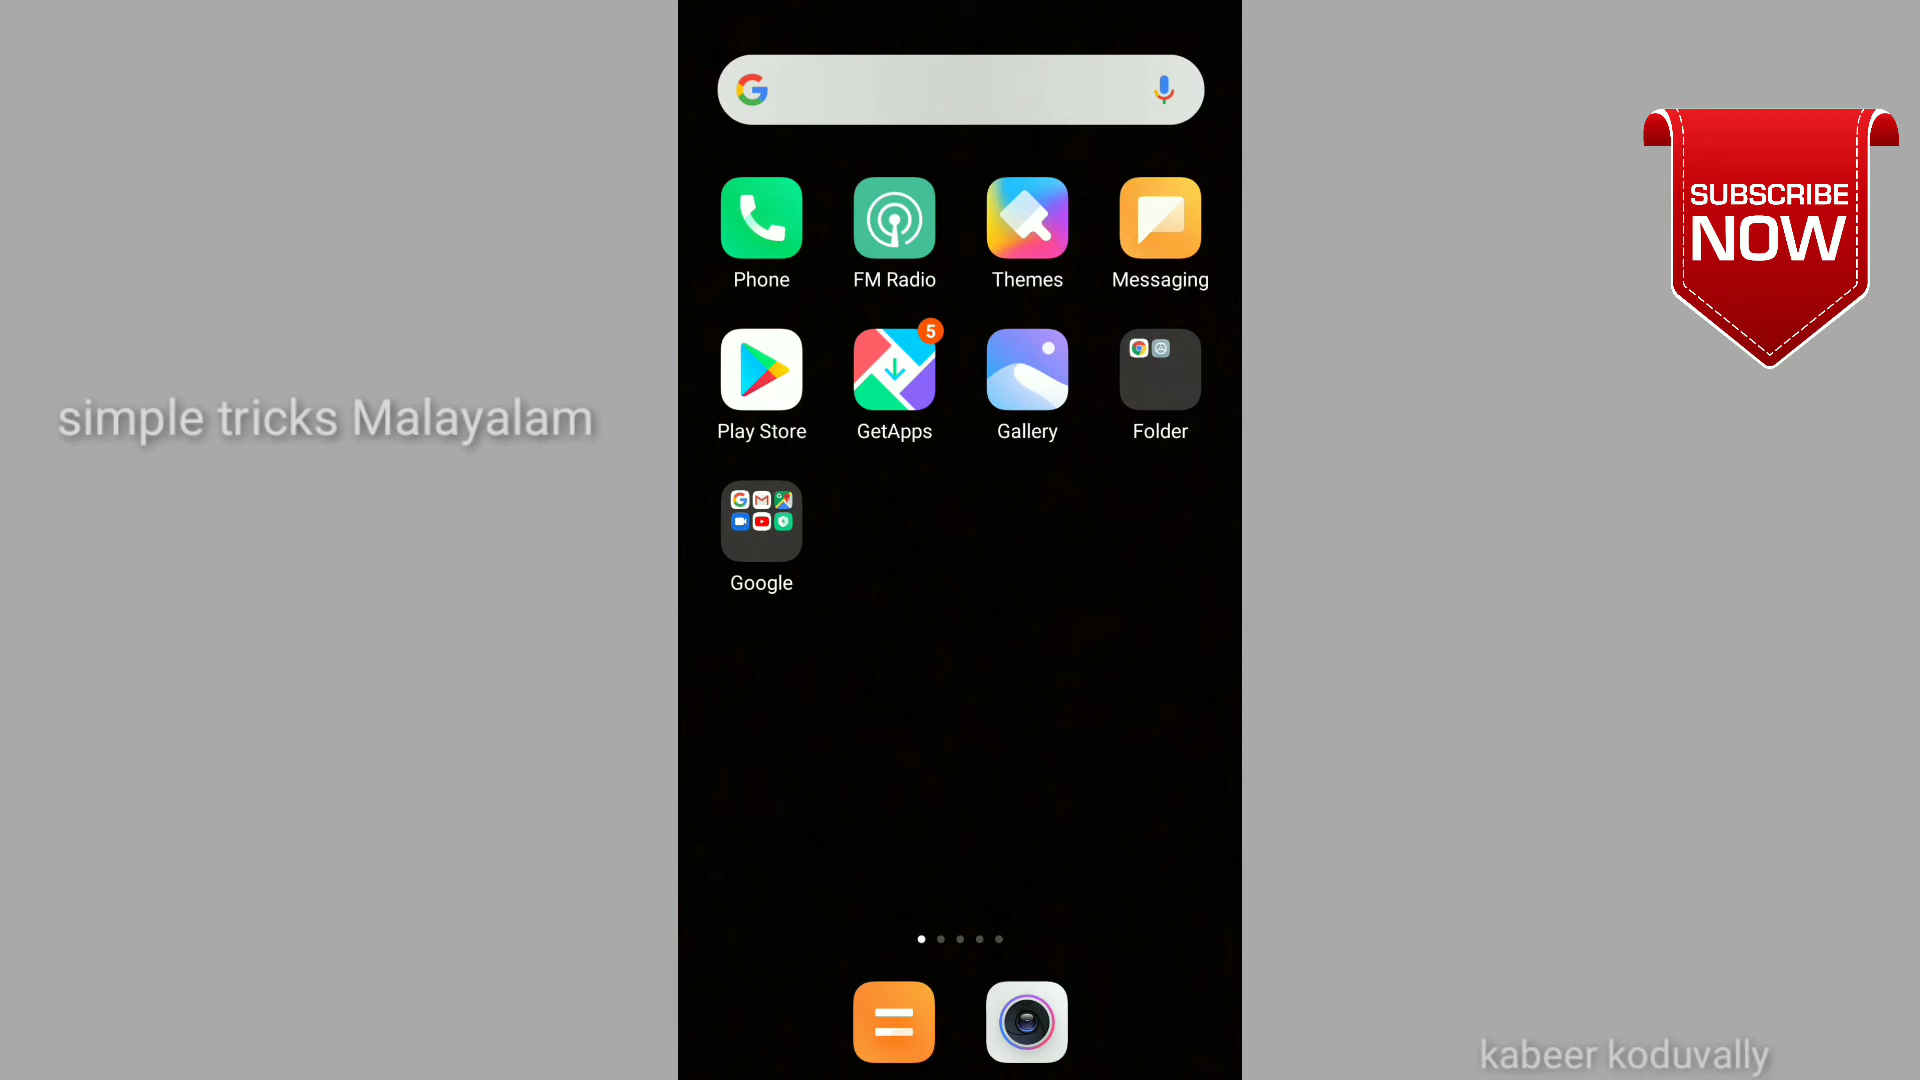 SUBSCRIBE
NOW
Phone
FM Radio
Themes
Messaging
5
simple tricks Malayalam
Play Store
GetApps
Gallery
Folder
Google
kabeer koduvally